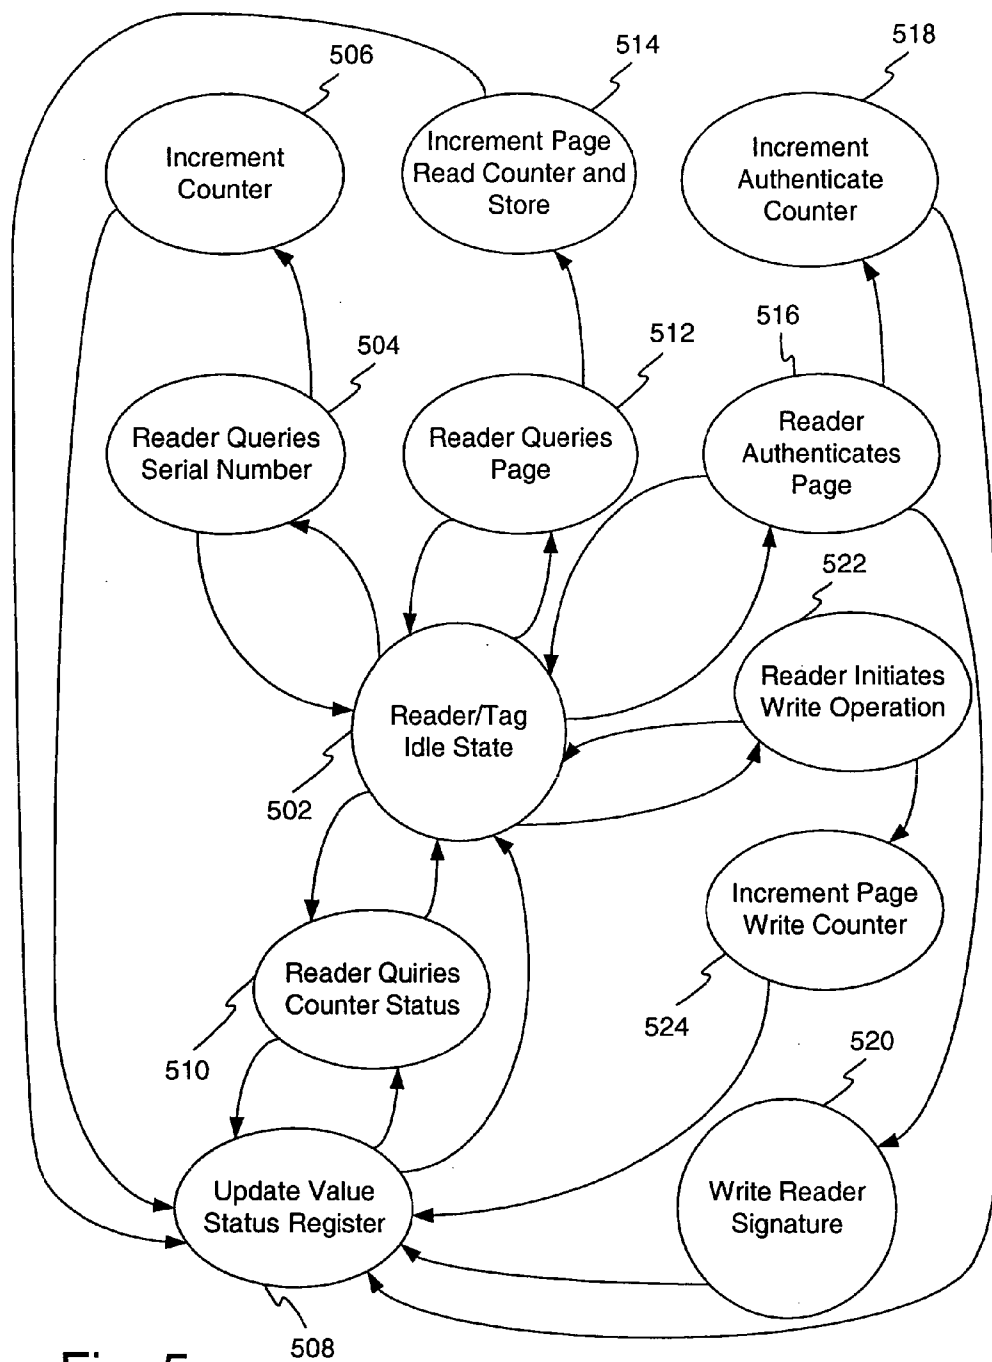 506
514
518
Increment
Counter
Increment Page
Read Counter and
Store
Increment
Authenticate
Counter
504
512
516
Reader Queries
Serial Number
Reader Queries
Page
Reader
Authenticates
Page
522
Reader/Tag
Idle State
Reader Initiates
Write Operation
502
Increment Page
Write Counter
Reader Quiries
Counter Status
510
524
520
Update Value
Status Register
Write Reader
Signature
508
Fig. 5